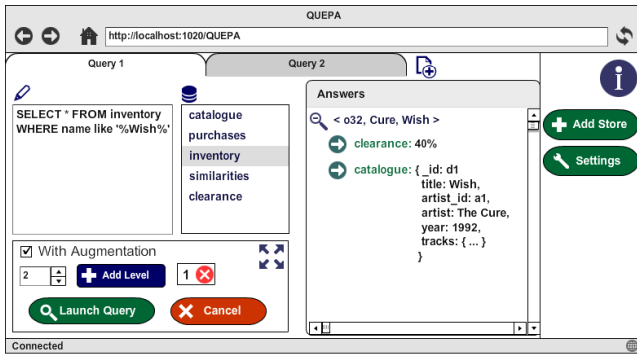 QUEPA
http://localhost:1020/QUEPA
Query 1
Query 2
SELECT * FROM inventory
WHERE name like '%Wish%'
catalogue
purchases
inventory
similarities
clearance
Answers
< o32, Cure, Wish >
clearance: 40%
catalogue: { _id: d1
title: Wish,
artist_id: a1,
artist: The Cure,
year: 1992,
tracks: { ... }
}
i
Add Store
Settings
With Augmentation
2
Add Level
1
Launch Query
Cancel
Connected